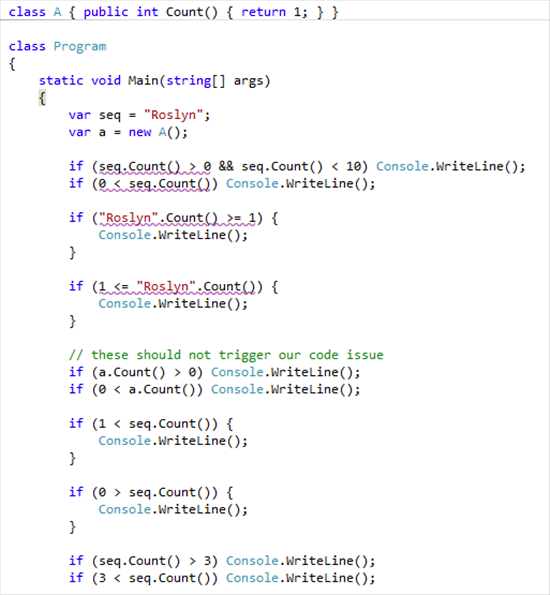 class A { public int Count() { return 1; } }
class Program
{
static void Main(string[] args)
{
var seq = "Roslyn";
var a = new A();
if (seq.Count() > 0 && seq.Count() < 10) Console.WriteLine();
if (0 < seq.Count()) Console.WriteLine();
if ("Roslyn".Count() >= 1) {
Console.WriteLine();
}
if (1 <= "Roslyn".Count()) {
Console.WriteLine();
}
// these should not trigger our code issue
if (a.Count() > 0) Console.WriteLine();
if (0 < a.Count()) Console.WriteLine();
if (1 < seq.Count()) {
Console.WriteLine();
}
if (0 > seq.Count()) {
Console.WriteLine();
}
if (seq.Count() > 3) Console.WriteLine();
if (3 < seq.Count()) Console.WriteLine();